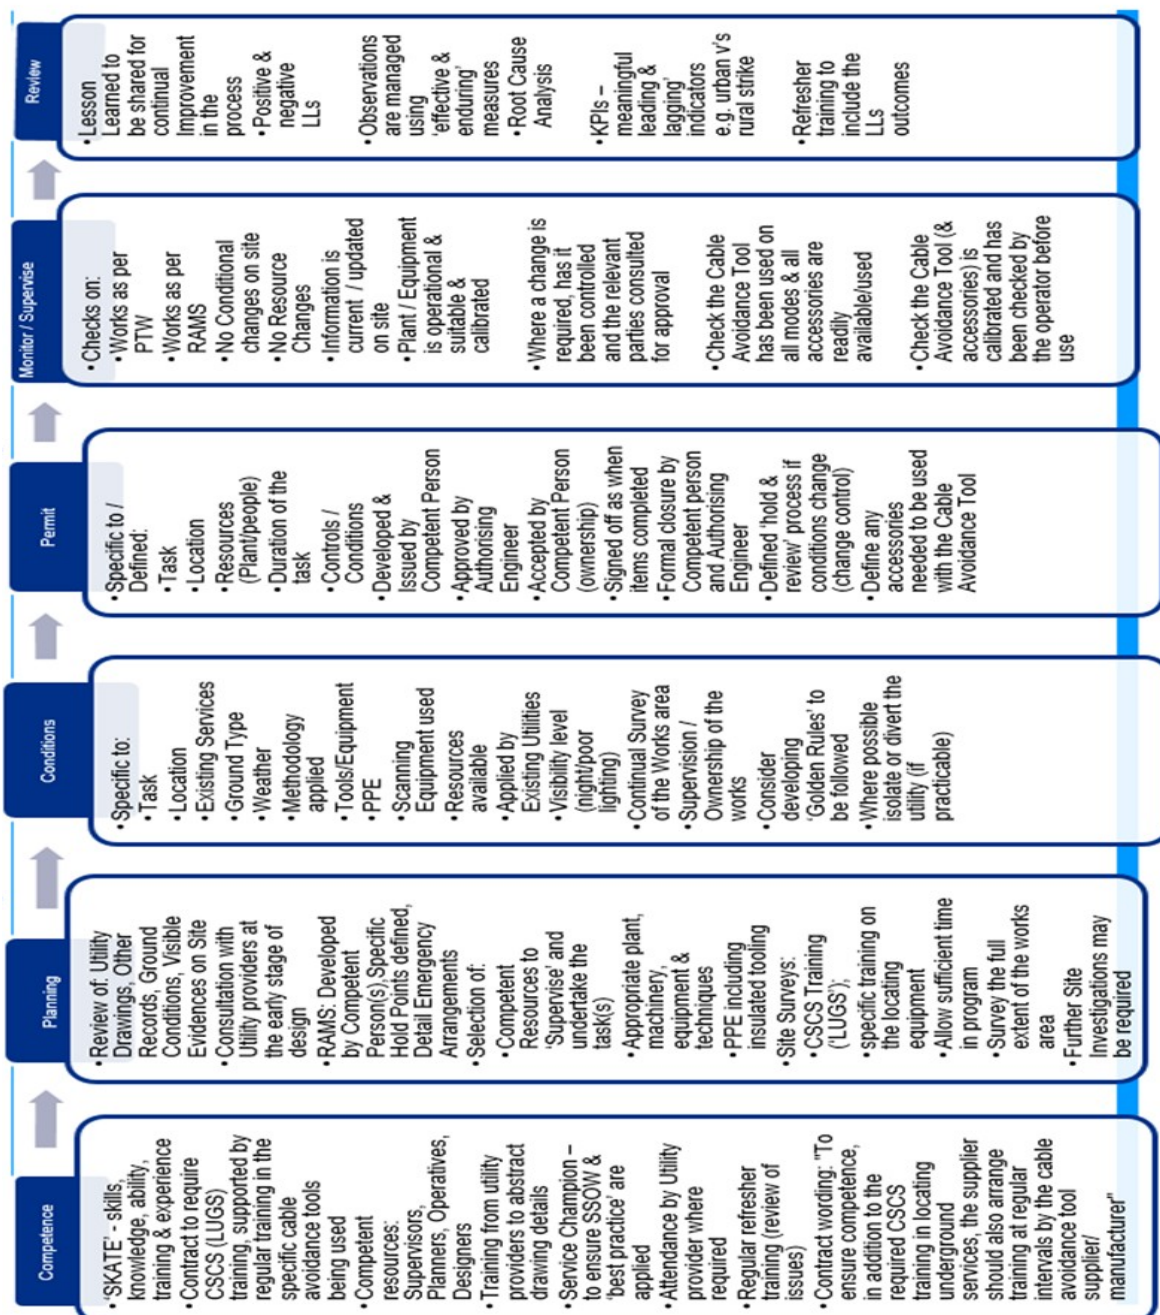 Competence
• ‘SKATE’ - skills,
knowledge, ability,
training & experience
• Contract to require
CSCS (LUGS)
training, supported by
regular training in the
specific cable
avoidance tools
being used
• Competent
resources:
Supervisors,
Planners, Operatives,
Designers
• Training from utility
providers to abstract
drawing details
• Service Champion –
to ensure SSOW &
‘best practice’ are
applied
• Attendance by Utility
provider where
required
• Regular refresher
training (review of
issues)
• Contract wording: "To
ensure competence,
in addition to the
required CSCS
training in locating
underground
services, the supplier
should also arrange
training at regular
intervals by the cable
avoidance tool
supplier/
manufacturer"
Planning
• Review of: Utility
Drawings, Other
Records, Ground
Conditions, Visible
Evidences on Site
• Consultation with
Utility providers at
the early stage of
design
• RAMS: Developed
by Competent
Person(s), Specific
Hold Points defined,
Detail Emergency
Arrangements
• Selection of:
• Competent
Resources to
‘Supervise’ and
undertake the
task(s)
• Appropriate plant,
machinery,
equipment &
techniques
• PPE including
insulated tooling
• Site Surveys:
• CSCS Training
(‘LUGS’);
• specific training on
the locating
equipment
• Allow sufficient time
in program
• Survey the full
extent of the works
area
• Further Site
Investigations may
be required
Conditions
• Specific to:
• Task
• Location
• Existing Services
• Ground Type
• Weather
• Methodology
applied
• Tools/Equipment
• PPE
• Scanning
Equipment used
• Resources
available
• Applied by
Existing Utilities
• Visibility level
(night/poor
lighting)
• Continual Survey
of the Works area
• Supervision /
Ownership of the
works
• Consider
developing
‘Golden Rules’ to
be followed
• Where possible
isolate or divert the
utility (if
practicable)
Permit
• Specific to /
Defined:
• Task
• Location
• Resources
(Plant/people)
• Duration of the
task
• Controls /
Conditions
• Developed &
Issued by
Competent Person
• Approved by
Authorising
Engineer
• Accepted by
Competent Person
(ownership)
• Signed off as when
items completed
• Formal closure by
Competent person
and Authorising
Engineer
• Defined ‘hold &
review’ process if
conditions change
(change control)
• Define any
accessories
needed to be used
with the Cable
Avoidance Tool
Monitor / Supervise
• Checks on:
• Works as per
PTW
• Works as per
RAMS
• No Conditional
changes on site
• No Resource
Changes
• Information is
current / updated
on site
• Plant / Equipment
is operational &
suitable &
calibrated
• Where a change is
required, has it
been controlled
and the relevant
parties consulted
for approval
• Check the Cable
Avoidance Tool
has been used on
all modes & all
accessories are
readily
available/used
• Check the Cable
Avoidance Tool (&
accessories) is
calibrated and has
been checked by
the operator before
use
Review
• Lesson
Learned to
be shared for
continual
Improvement
in the
process
• Positive &
negative
LLs
• Observations
are managed
using
‘effective &
enduring’
measures
• Root Cause
Analysis
• KPIs –
meaningful
leading &
lagging’
indicators
e.g. urban v’s
rural strike
• Refresher
training to
include the
LLs
outcomes